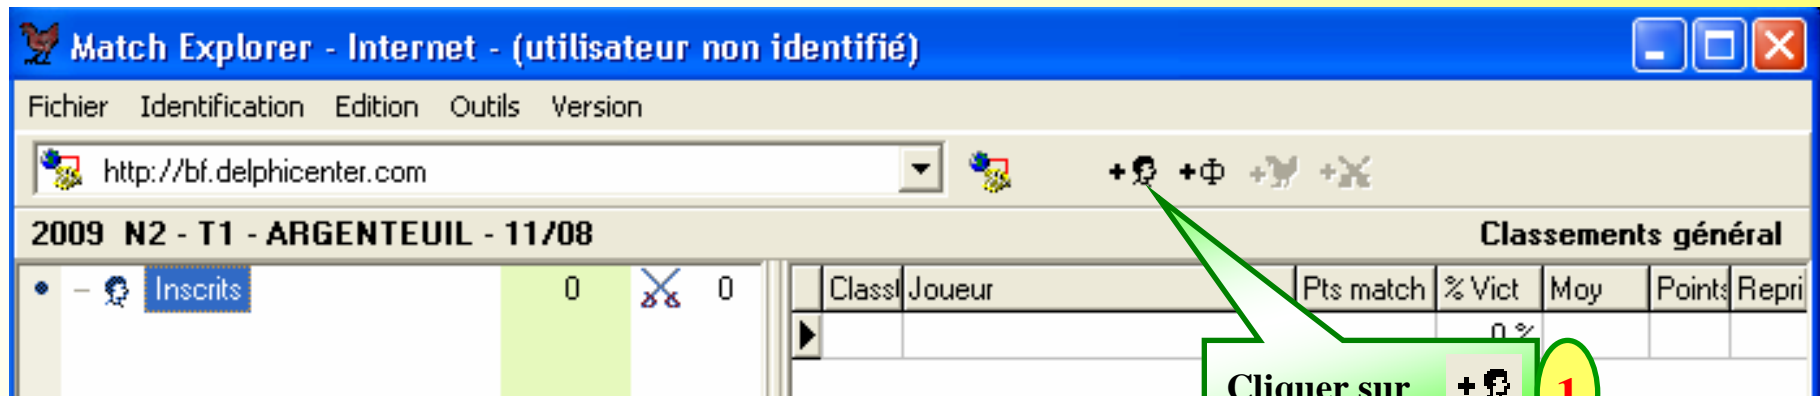 Match Explorer - Internet - (utilisateur non identifié)
Fichier Identification Edition Outils Version
http://bf.delphicenter.com
2009 N2 - T1 - ARGENTEUIL - 11/08 Classements général
Inscrits 0 0 Classl Joueur Pts match % Vict Moy Points Repri
0 %
Cliquer sur 1